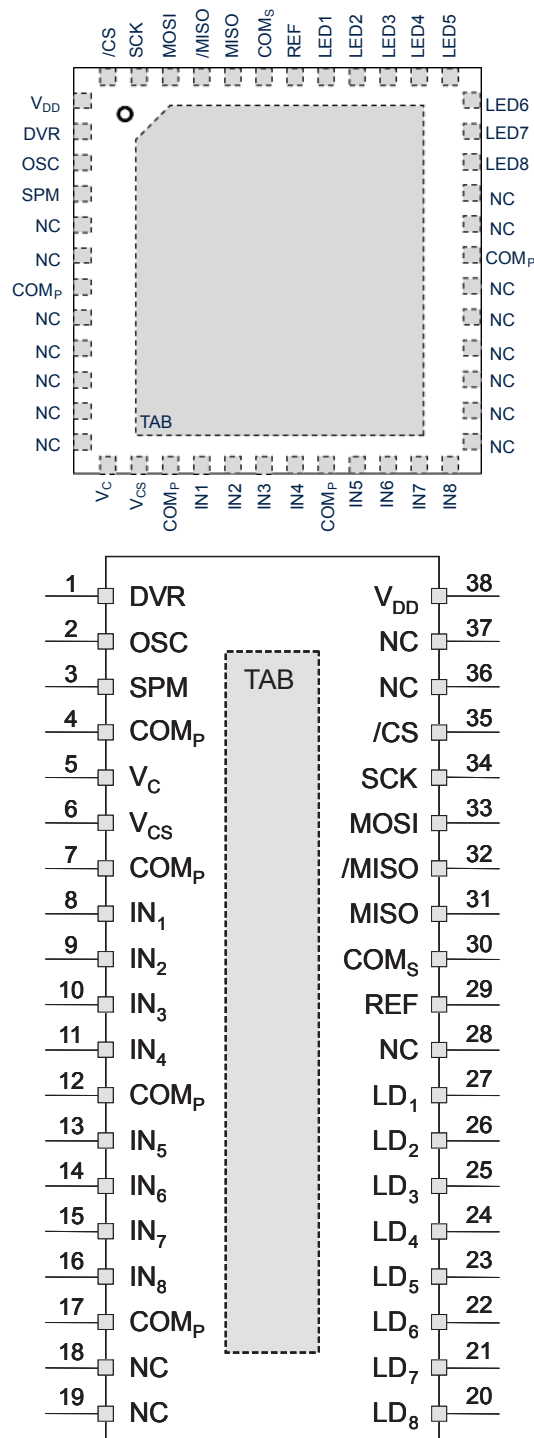 /CS SCK MOSI /MISO MISO COMS REF LED1 LED2 LED3 LED4 LED5
VDD LED6
DVR LED7
OSC LED8
SPM NC
NC NC
NC COMP
COMP NC
NC NC
NC NC
NC NC
NC NC
NC NC
TAB
VC VCS COMP IN1 IN2 IN3 IN4 COMP IN5 IN6 IN7 IN8
1 DVR VDD 38
2 OSC NC 37
TAB
3 SPM NC 36
4 COMP /CS 35
5 VC SCK 34
6 VCS MOSI 33
7 COMP /MISO 32
8 IN1 MISO 31
9 IN2 COMS 30
10 IN3 REF 29
11 IN4 NC 28
12 COMP LD1 27
13 IN5 LD2 26
14 IN6 LD3 25
15 IN7 LD4 24
16 IN8 LD5 23
17 COMP LD6 22
18 NC LD7 21
19 NC LD8 20